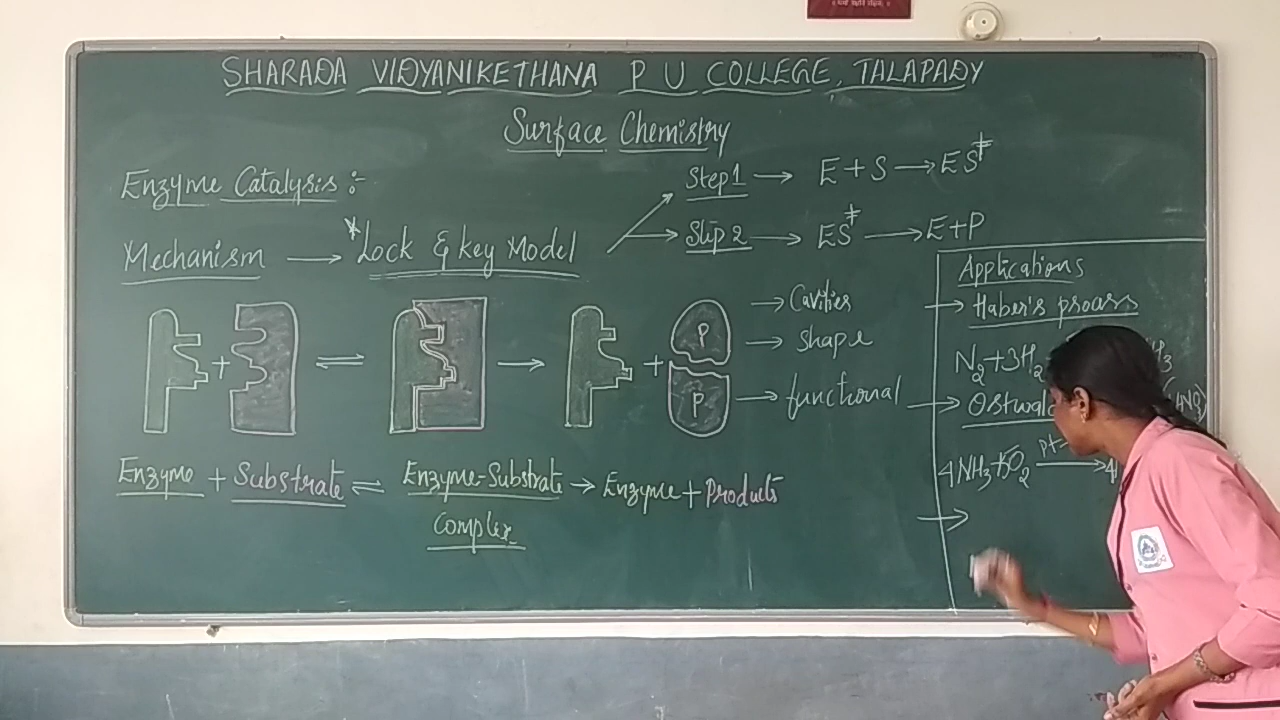 SHARADA VIDYANIKETHANA P U COLLEGE, TALAPADY
Surface Chemistry
Enzyme Catalysis :-
Mechanism → *Lock & key Model
Step 1 → E + S → ES‡
Step 2 → ES‡ → E + P
+ ⇌ → + P P
→ Cavities
→ shape
→ functional
Enzyme + Substrate ⇌ Enzyme-Substrate → Enzyme + Products
Complex
Applications
→ Haber's process
N₂ + 3H₂
→
4NH₃ + 5O₂ →
→